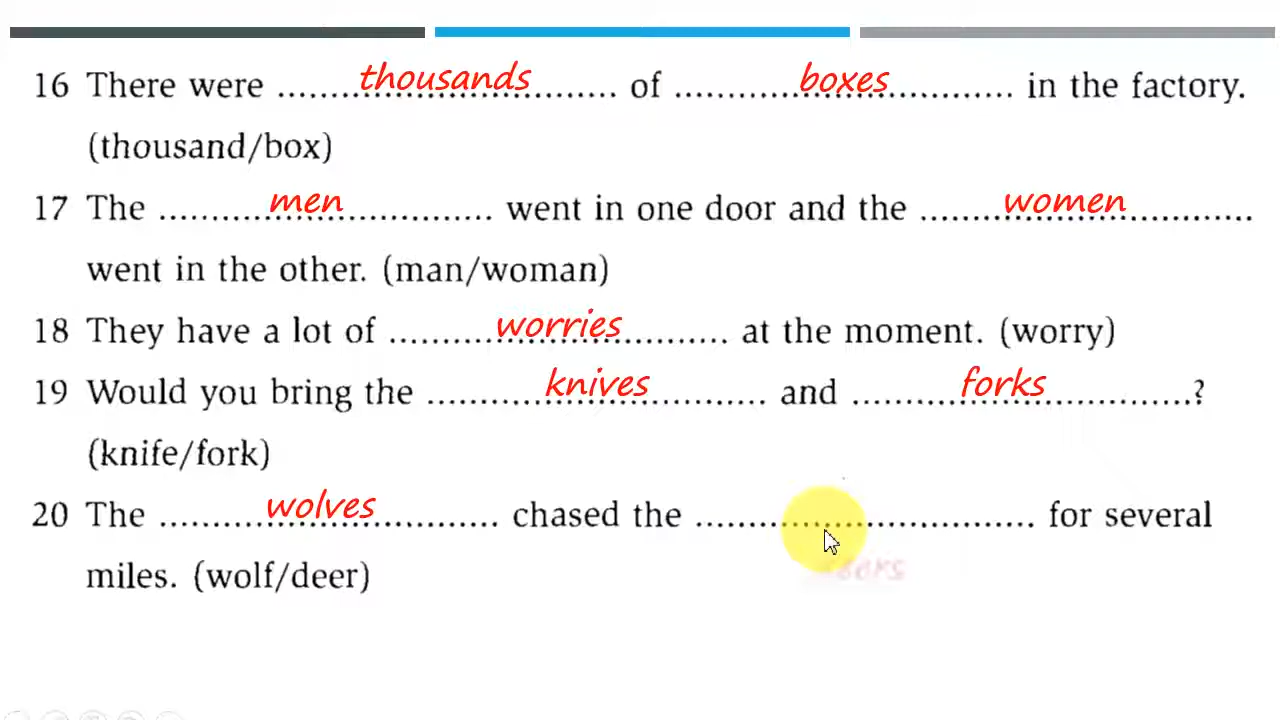 16 There were ........thousands........ of ........boxes........ in the factory.
(thousand/box)
17 The ........men........ went in one door and the ........women........
went in the other. (man/woman)
18 They have a lot of ........worries........ at the moment. (worry)
19 Would you bring the ........knives........ and ........forks........?
(knife/fork)
20 The ........wolves........ chased the ................ for several
miles. (wolf/deer)